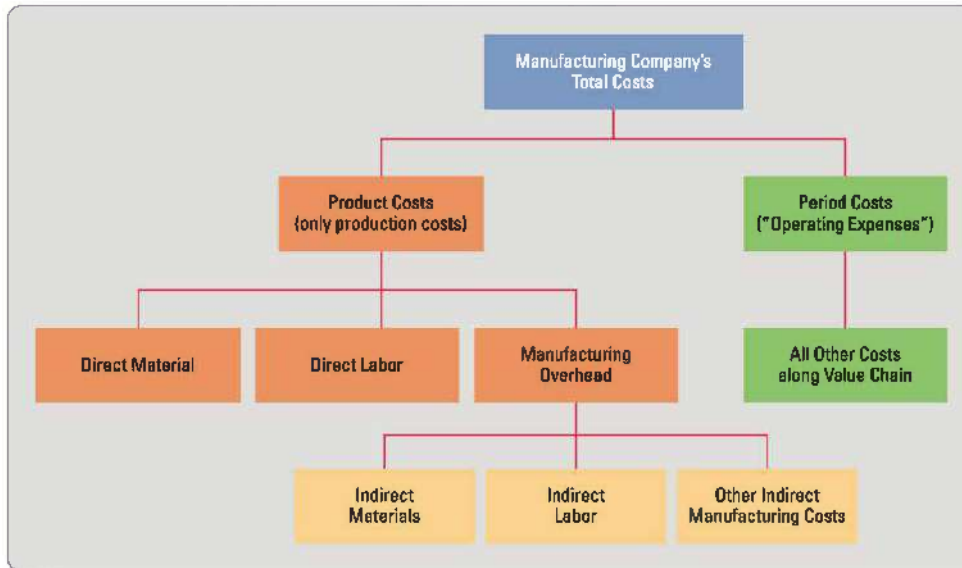 Manufacturing Company's
Total Costs
Product Costs
(only production costs)
Period Costs
("Operating Expenses")
Direct Material
Direct Labor
Manufacturing
Overhead
All Other Costs
along Value Chain
Indirect
Materials
Indirect
Labor
Other Indirect
Manufacturing Costs